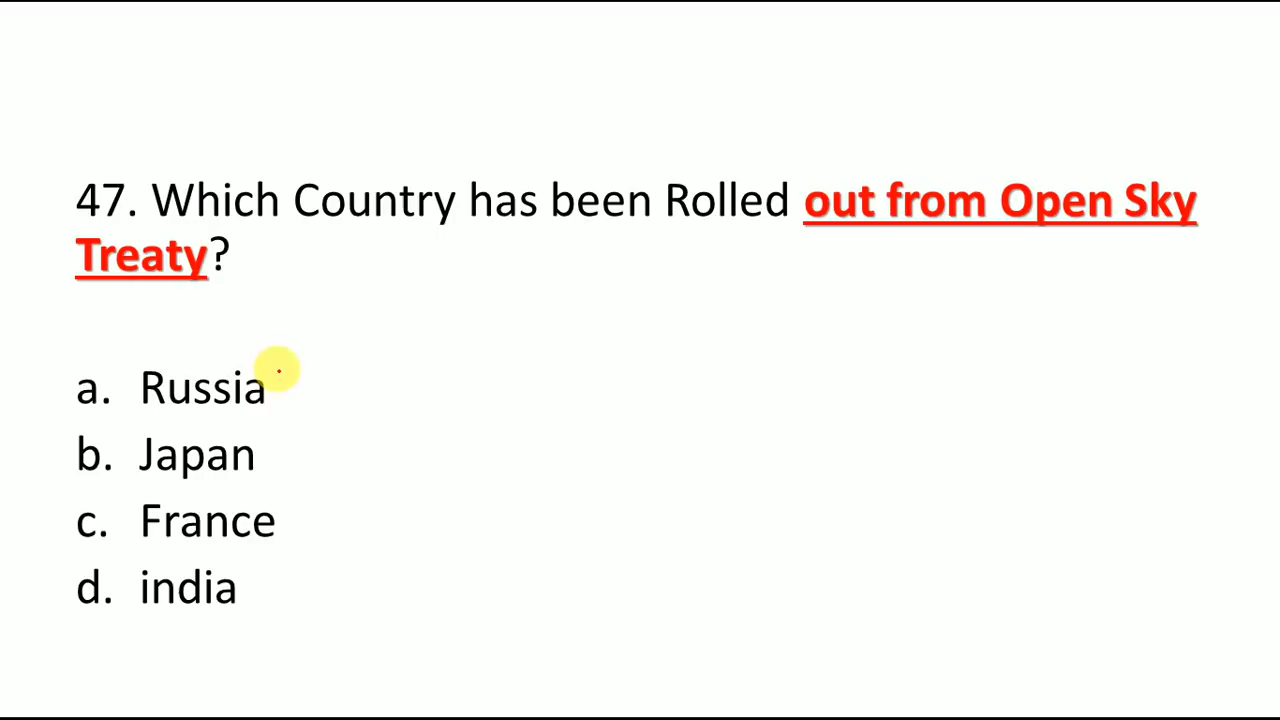 47. Which Country has been Rolled out from Open Sky
Treaty?
a. Russia
b. Japan
c. France
d. india